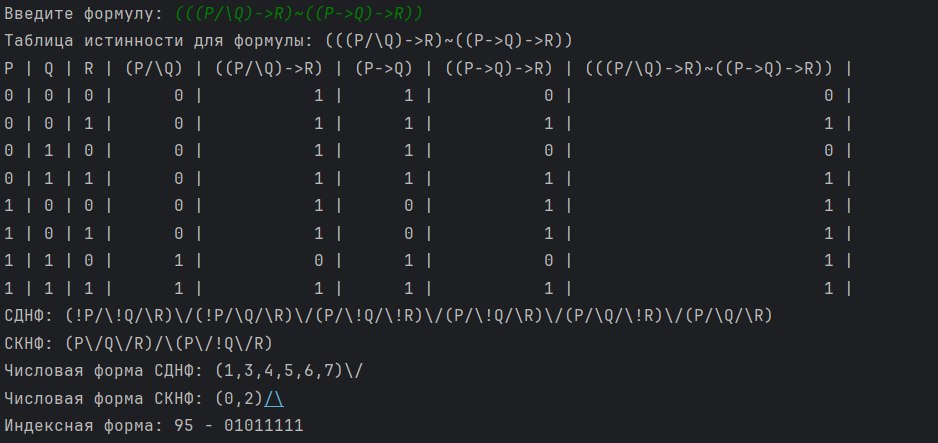 Введите формулу: (((P/\Q)->R)~((P->Q)->R))
Таблица истинности для формулы: (((P/\Q)->R)~((P->Q)->R))
P | Q | R | (P/\Q) | ((P/\Q)->R) | (P->Q) | ((P->Q)->R) | (((P/\Q)->R)~((P->Q)->R)) |
0 | 0 | 0 |      0 |           1 |      1 |           0 |                         0 |
0 | 0 | 1 |      0 |           1 |      1 |           1 |                         1 |
0 | 1 | 0 |      0 |           1 |      1 |           0 |                         0 |
0 | 1 | 1 |      0 |           1 |      1 |           1 |                         1 |
1 | 0 | 0 |      0 |           1 |      0 |           1 |                         1 |
1 | 0 | 1 |      0 |           1 |      0 |           1 |                         1 |
1 | 1 | 0 |      1 |           0 |      1 |           0 |                         1 |
1 | 1 | 1 |      1 |           1 |      1 |           1 |                         1 |
СДНФ: (!P/\!Q/\R)\/(!P/\Q/\R)\/(P/\!Q/\!R)\/(P/\!Q/\R)\/(P/\Q/\!R)\/(P/\Q/\R)
СКНФ: (P\/Q\/R)/\(P\/!Q\/R)
Числовая форма СДНФ: (1,3,4,5,6,7)\/
Числовая форма СКНФ: (0,2)/\
Индексная форма: 95 - 01011111